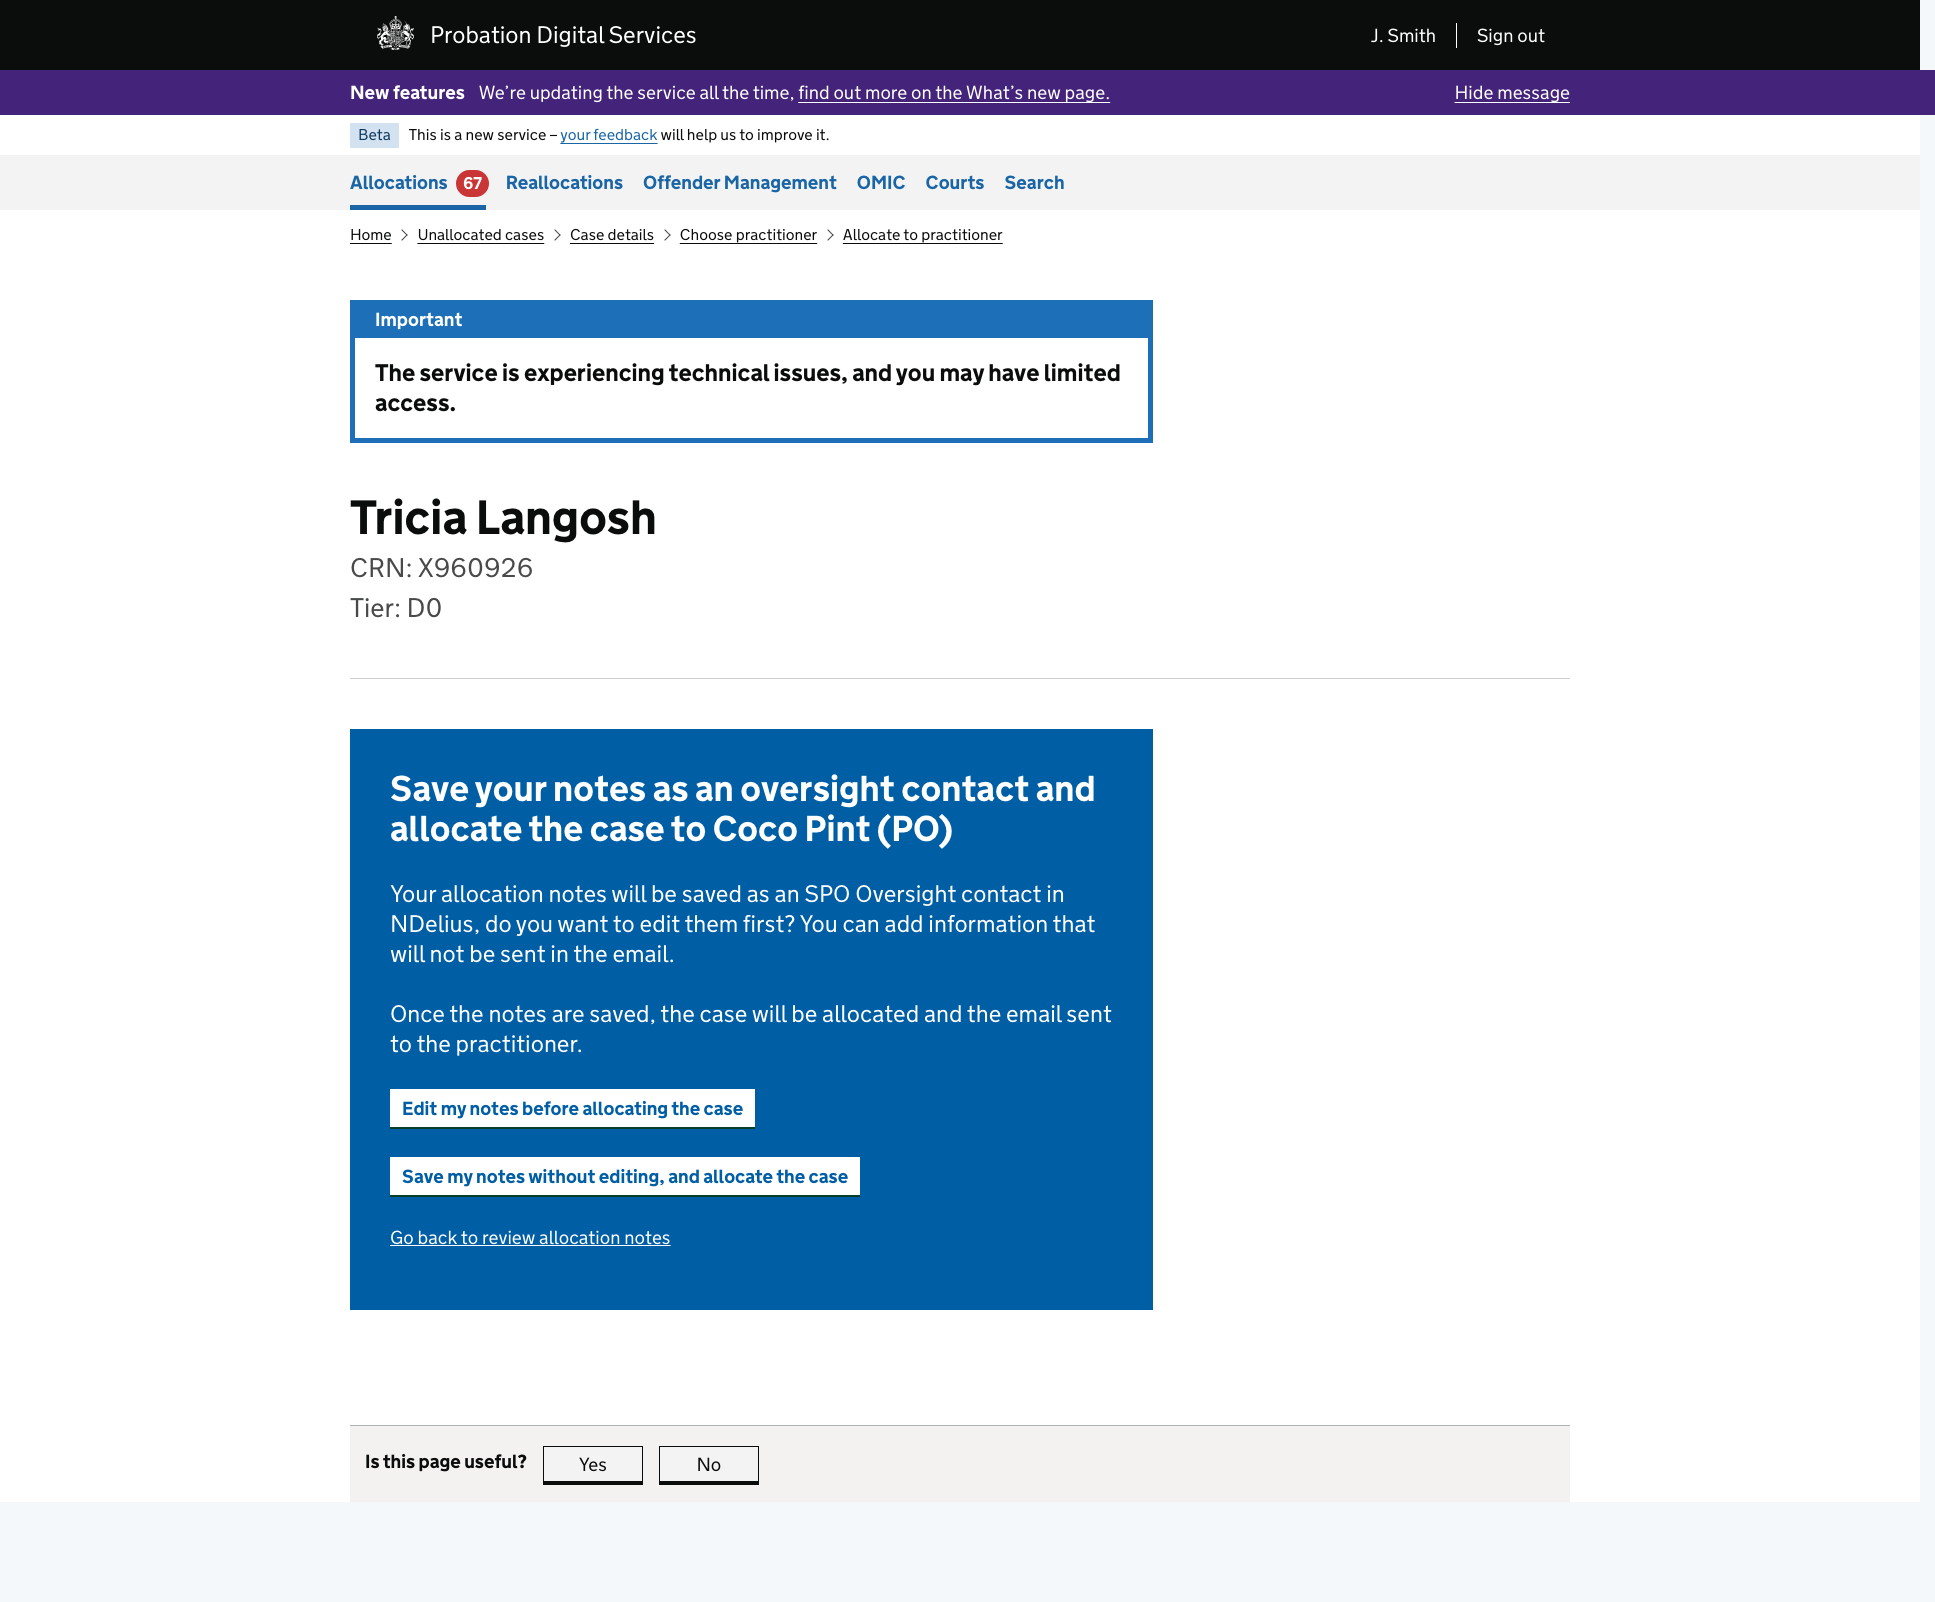 Probation Digital Services
J. Smith
Sign out
New features We’re updating the service all the time, find out more on the What’s new page.
Hide message
Beta This is a new service – your feedback will help us to improve it.
Allocations 67 Reallocations Offender Management OMIC Courts Search
Home Unallocated cases Case details Choose practitioner Allocate to practitioner
Important
The service is experiencing technical issues, and you may have limited
access.
Tricia Langosh
CRN: X960926
Tier: D0
Save your notes as an oversight contact and
allocate the case to Coco Pint (PO)
Your allocation notes will be saved as an SPO Oversight contact in
NDelius, do you want to edit them first? You can add information that
will not be sent in the email.
Once the notes are saved, the case will be allocated and the email sent
to the practitioner.
Edit my notes before allocating the case
Save my notes without editing, and allocate the case
Go back to review allocation notes
Is this page useful? Yes No